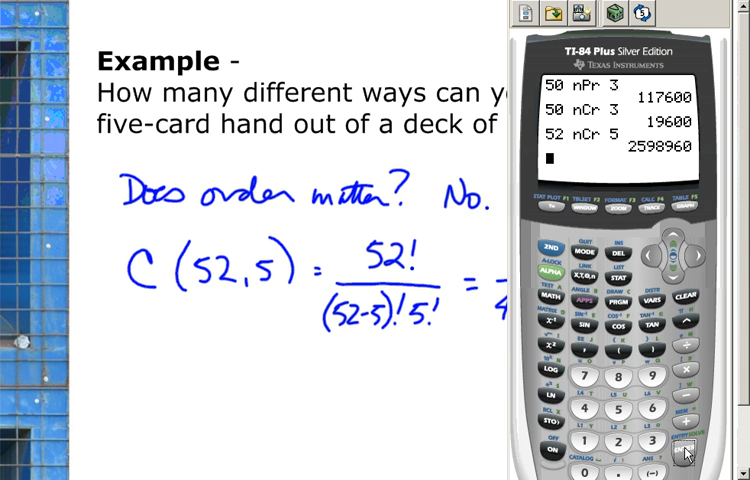 Example -
How many different ways can
five-card hand out of a deck of
Does order matter? No.
C (52,5) = 52! / (52-5)! 5! =
TI-84 Plus Silver Edition
TEXAS INSTRUMENTS
50 nPr 3
117600
50 nCr 3
19600
52 nCr 5
2598960
STAT PLOT F1 TBLSET F2 FORMAT F3 CALC F4 TABLE F5
Y= WINDOW ZOOM TRACE GRAPH
QUIT INS
2ND MODE DEL
A-LOCK LINK LIST
ALPHA X,T,Θ,n STAT
TEST A ANGLE B DRAW C DISTR
MATH APPS PRGM VARS CLEAR
MATRIX D SIN⁻¹ E COS⁻¹ F TAN⁻¹ G
x⁻¹ SIN COS TAN ^
x² , ( ) ÷
LN 7 8 9 ×
STO› 4 5 6 −
ON 1 2 3 +
CATALOG ANS
0 . (−)